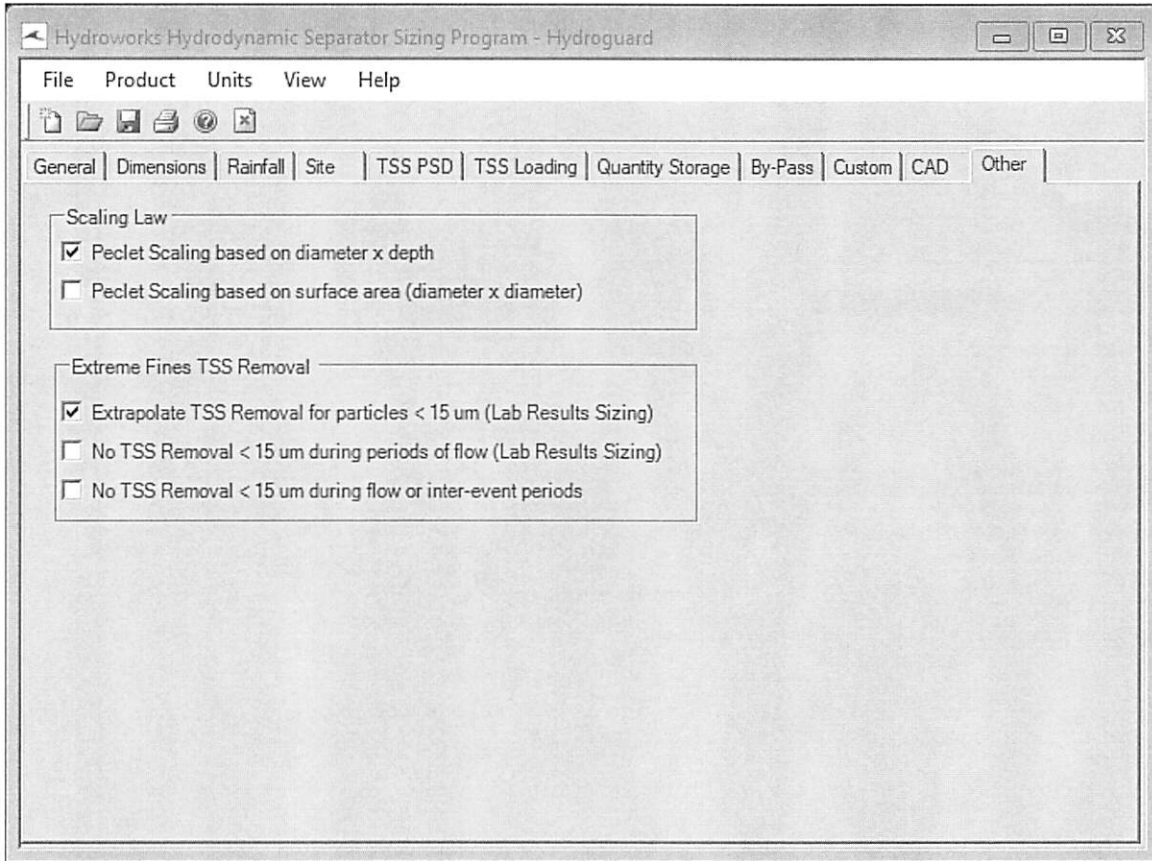 Hydroworks Hydrodynamic Separator Sizing Program - Hydroguard
File Product Units View Help
General Dimensions Rainfall Site TSS PSD TSS Loading Quantity Storage By-Pass Custom CAD Other
Scaling Law
Peclet Scaling based on diameter x depth
Peclet Scaling based on surface area (diameter x diameter)
Extreme Fines TSS Removal
Extrapolate TSS Removal for particles < 15 um (Lab Results Sizing)
No TSS Removal < 15 um during periods of flow (Lab Results Sizing)
No TSS Removal < 15 um during flow or inter-event periods